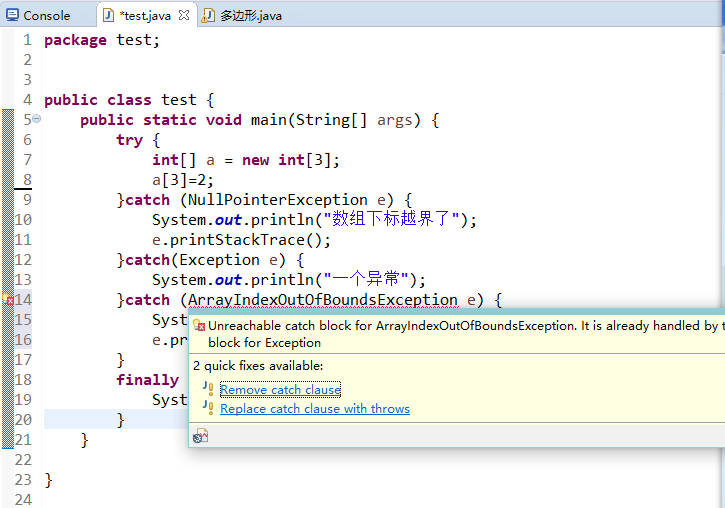 Console
*test.java
多边形.java
1 package test;
2
3
4 public class test {
5 public static void main(String[] args) {
6 try {
7 int[] a = new int[3];
8 a[3]=2;
9 }catch (NullPointerException e) {
10 System.out.println("数组下标越界了");
11 e.printStackTrace();
12 }catch(Exception e) {
13 System.out.println("一个异常");
14 }catch (ArrayIndexOutOfBoundsException e) {
15 Syst
16 e.pr
17 }
18 finally
19 Syst
20 }
21 }
22
23 }
24
Unreachable catch block for ArrayIndexOutOfBoundsException. It is already handled by t
block for Exception
2 quick fixes available:
Remove catch clause
Replace catch clause with throws